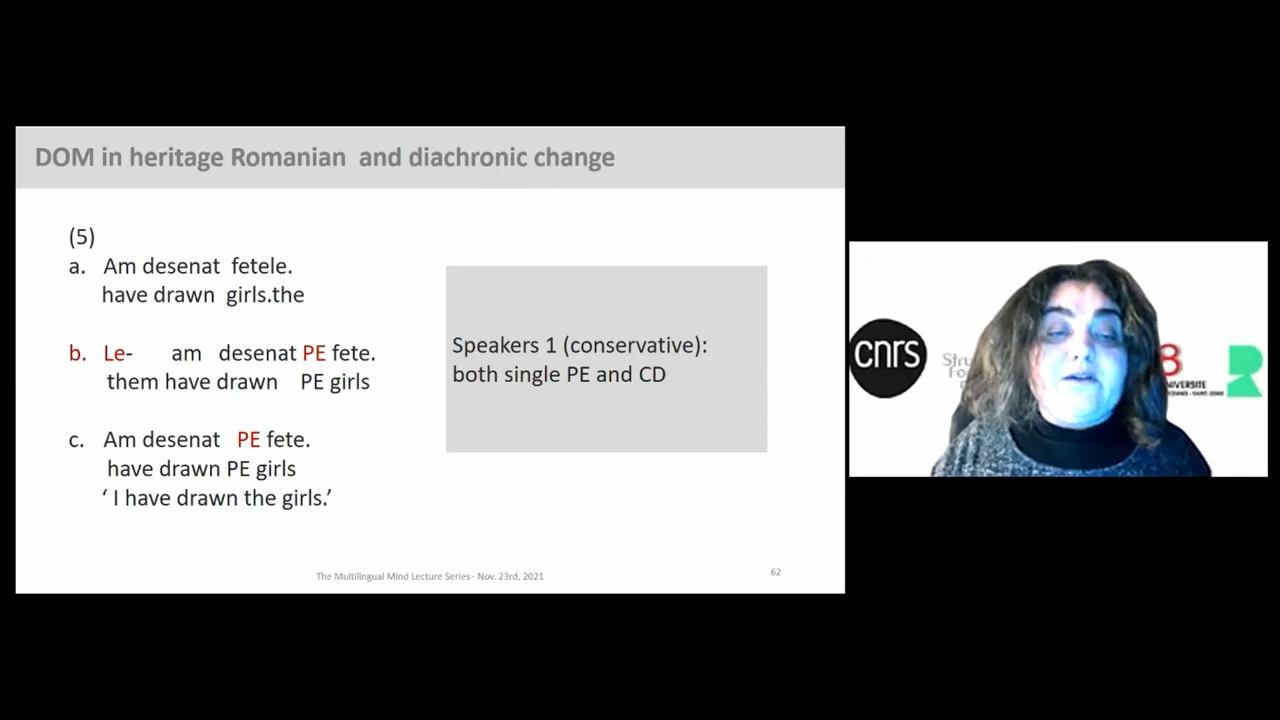 DOM in heritage Romanian and diachronic change
(5)
a. Am desenat fetele.
have drawn girls.the
b. Le- am desenat PE fete.
them have drawn PE girls
c. Am desenat PE fete.
have drawn PE girls
‘ I have drawn the girls.’
Speakers 1 (conservative):
both single PE and CD
The Multilingual Mind Lecture Series - Nov. 23rd, 2021
62
cnrs
8